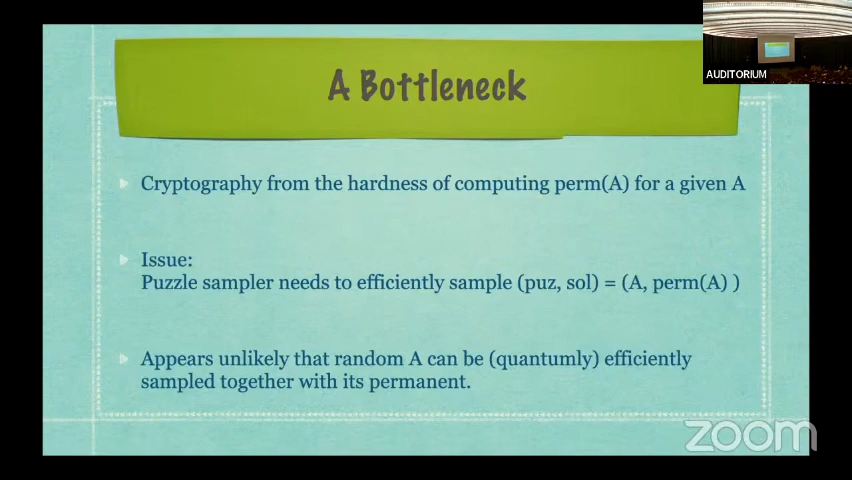 A Bottleneck
AUDITORIUM
Cryptography from the hardness of computing perm(A) for a given A
Issue:
Puzzle sampler needs to efficiently sample (puz, sol) = (A, perm(A) )
Appears unlikely that random A can be (quantumly) efficiently
sampled together with its permanent.
zoom